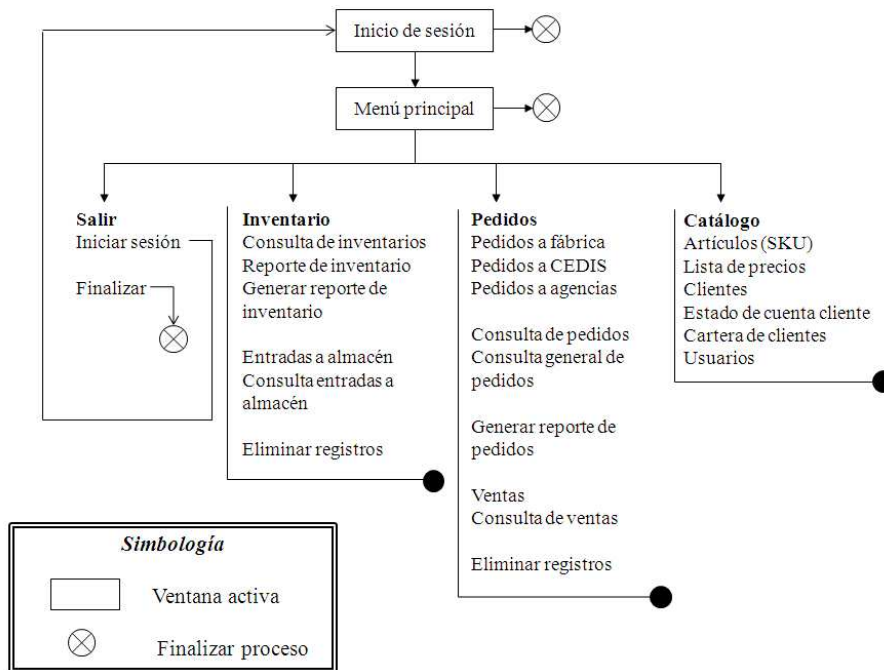 Inicio de sesión
Menú principal
Salir
Iniciar sesión
Finalizar
Inventario
Consulta de inventarios
Reporte de inventario
Generar reporte de
inventario
Entradas a almacén
Consulta entradas a
almacén
Eliminar registros
Pedidos
Pedidos a fábrica
Pedidos a CEDIS
Pedidos a agencias
Consulta de pedidos
Consulta general de
pedidos
Generar reporte de
pedidos
Ventas
Consulta de ventas
Eliminar registros
Catálogo
Artículos (SKU)
Lista de precios
Clientes
Estado de cuenta cliente
Cartera de clientes
Usuarios
Simbología
Ventana activa
Finalizar proceso